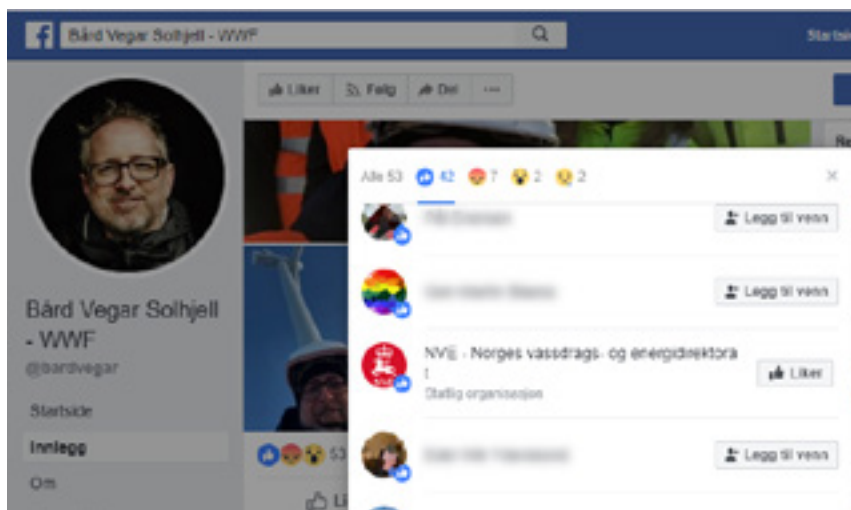 Bård Vegar Solhjell - WWF
Liker Følg Del ...
Alle 53 42 7 2 2
Legg til venn
Legg til venn
Bård Vegar Solhjell
- WWF
@bardvegar
NVE - Norges vassdrags- og energidirektora
t
Liker
Statlig organisasjon
Startside
Innlegg
53
Legg til venn
Om